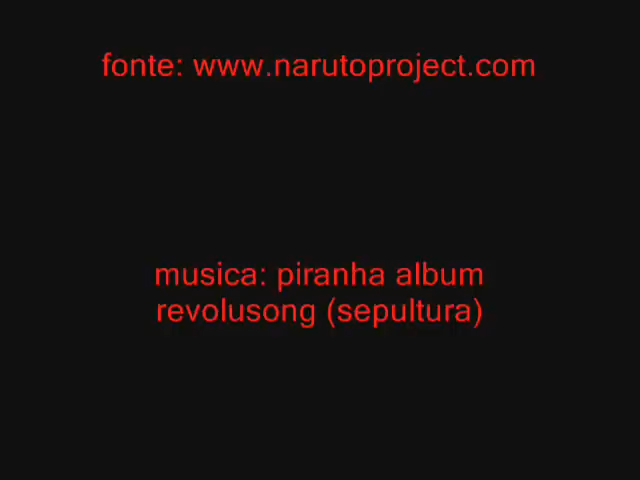 fonte: www.narutoproject.com
musica: piranha album
revolusong (sepultura)